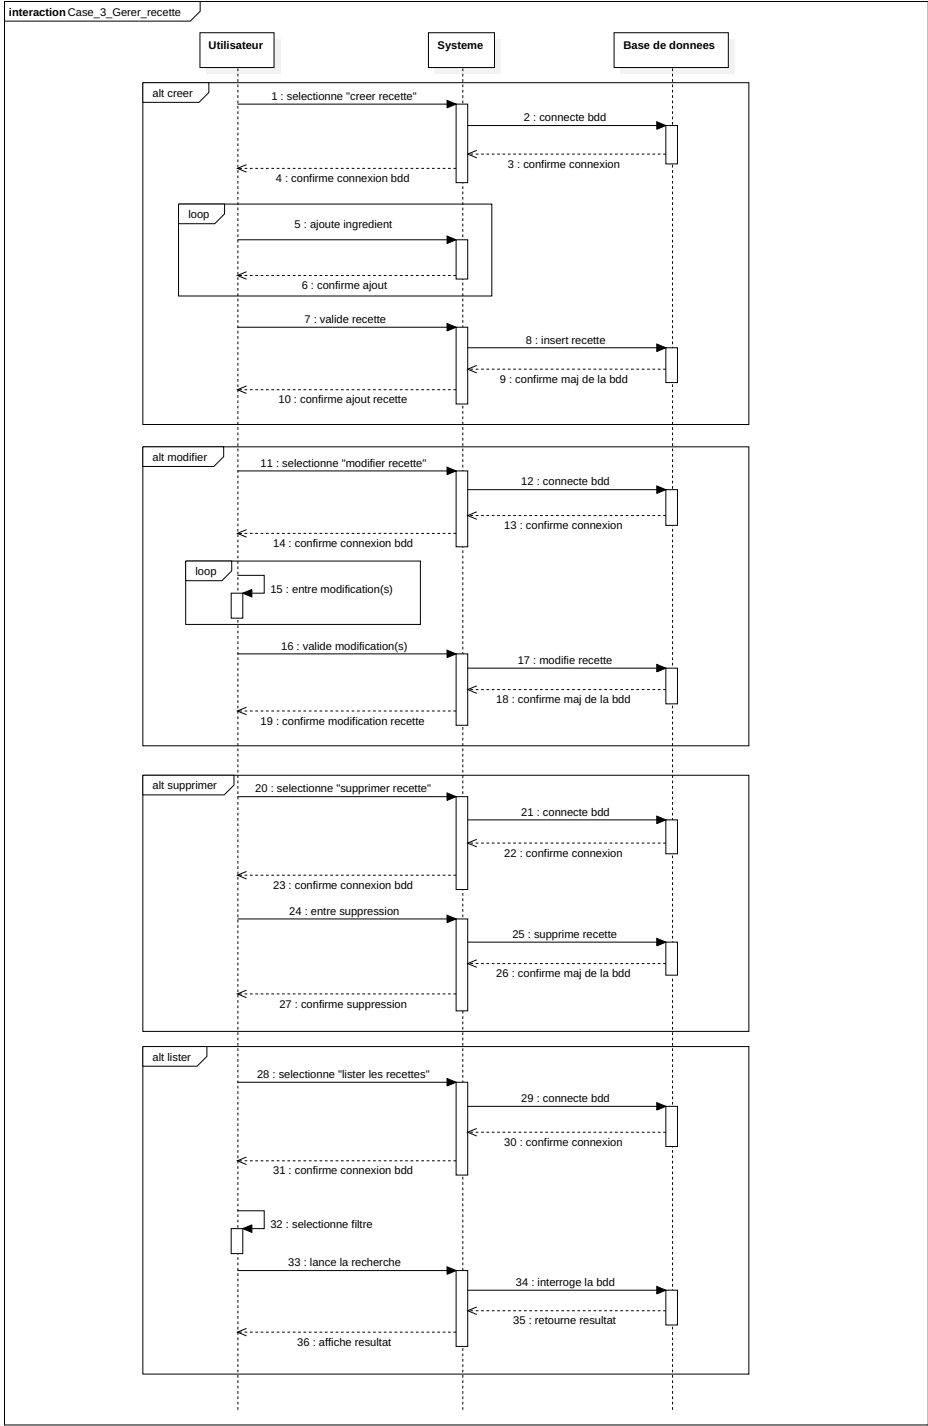 interaction Case_3_Gerer_recette
Utilisateur
Systeme
Base de donnees
alt creer
1 : selectionne "creer recette"
2 : connecte bdd
3 : confirme connexion
4 : confirme connexion bdd
loop
5 : ajoute ingredient
6 : confirme ajout
7 : valide recette
8 : insert recette
9 : confirme maj de la bdd
10 : confirme ajout recette
alt modifier
11 : selectionne "modifier recette"
12 : connecte bdd
13 : confirme connexion
14 : confirme connexion bdd
loop
15 : entre modification(s)
16 : valide modification(s)
17 : modifie recette
18 : confirme maj de la bdd
19 : confirme modification recette
alt supprimer
20 : selectionne "supprimer recette"
21 : connecte bdd
22 : confirme connexion
23 : confirme connexion bdd
24 : entre suppression
25 : supprime recette
26 : confirme maj de la bdd
27 : confirme suppression
alt lister
28 : selectionne "lister les recettes"
29 : connecte bdd
30 : confirme connexion
31 : confirme connexion bdd
32 : selectionne filtre
33 : lance la recherche
34 : interroge la bdd
35 : retourne resultat
36 : affiche resultat